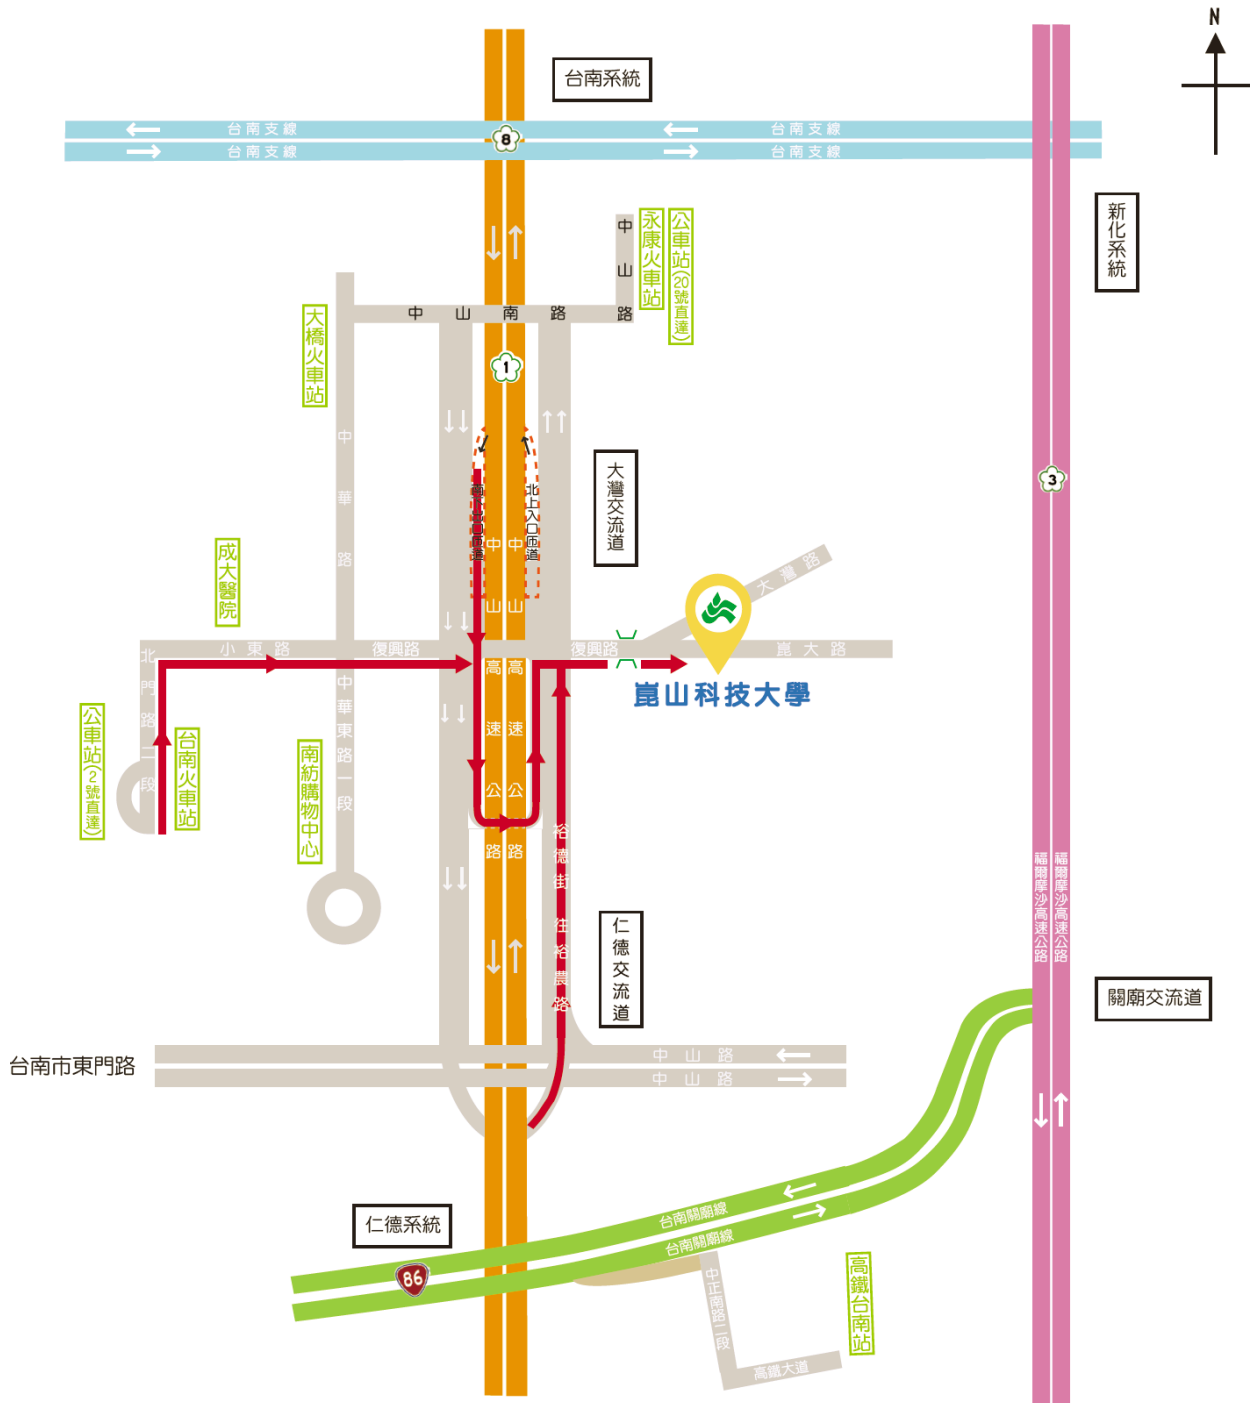 N
台南系統
台南支線
台南支線
台南支線
台南支線
8
新化系統
中山路
永康火車站
公車站(20號直達)
中山南路
大橋火車站
1
中華路
大灣交流道
3
南下出口匝道
北上入口匝道
中山高速公路
中山高速公路
成大醫院
大灣路
小東路
復興路
復興路
崑大路
崑山科技大學
北門路二段
公車站(2號直達)
台南火車站
中華東路一段
南紡購物中心
裕德街 往裕農路
福爾摩沙高速公路
福爾摩沙高速公路
仁德交流道
關廟交流道
台南市東門路
中山路
中山路
仁德系統
台南關廟線
台南關廟線
86
中正南路二段
高鐵台南站
高鐵大道